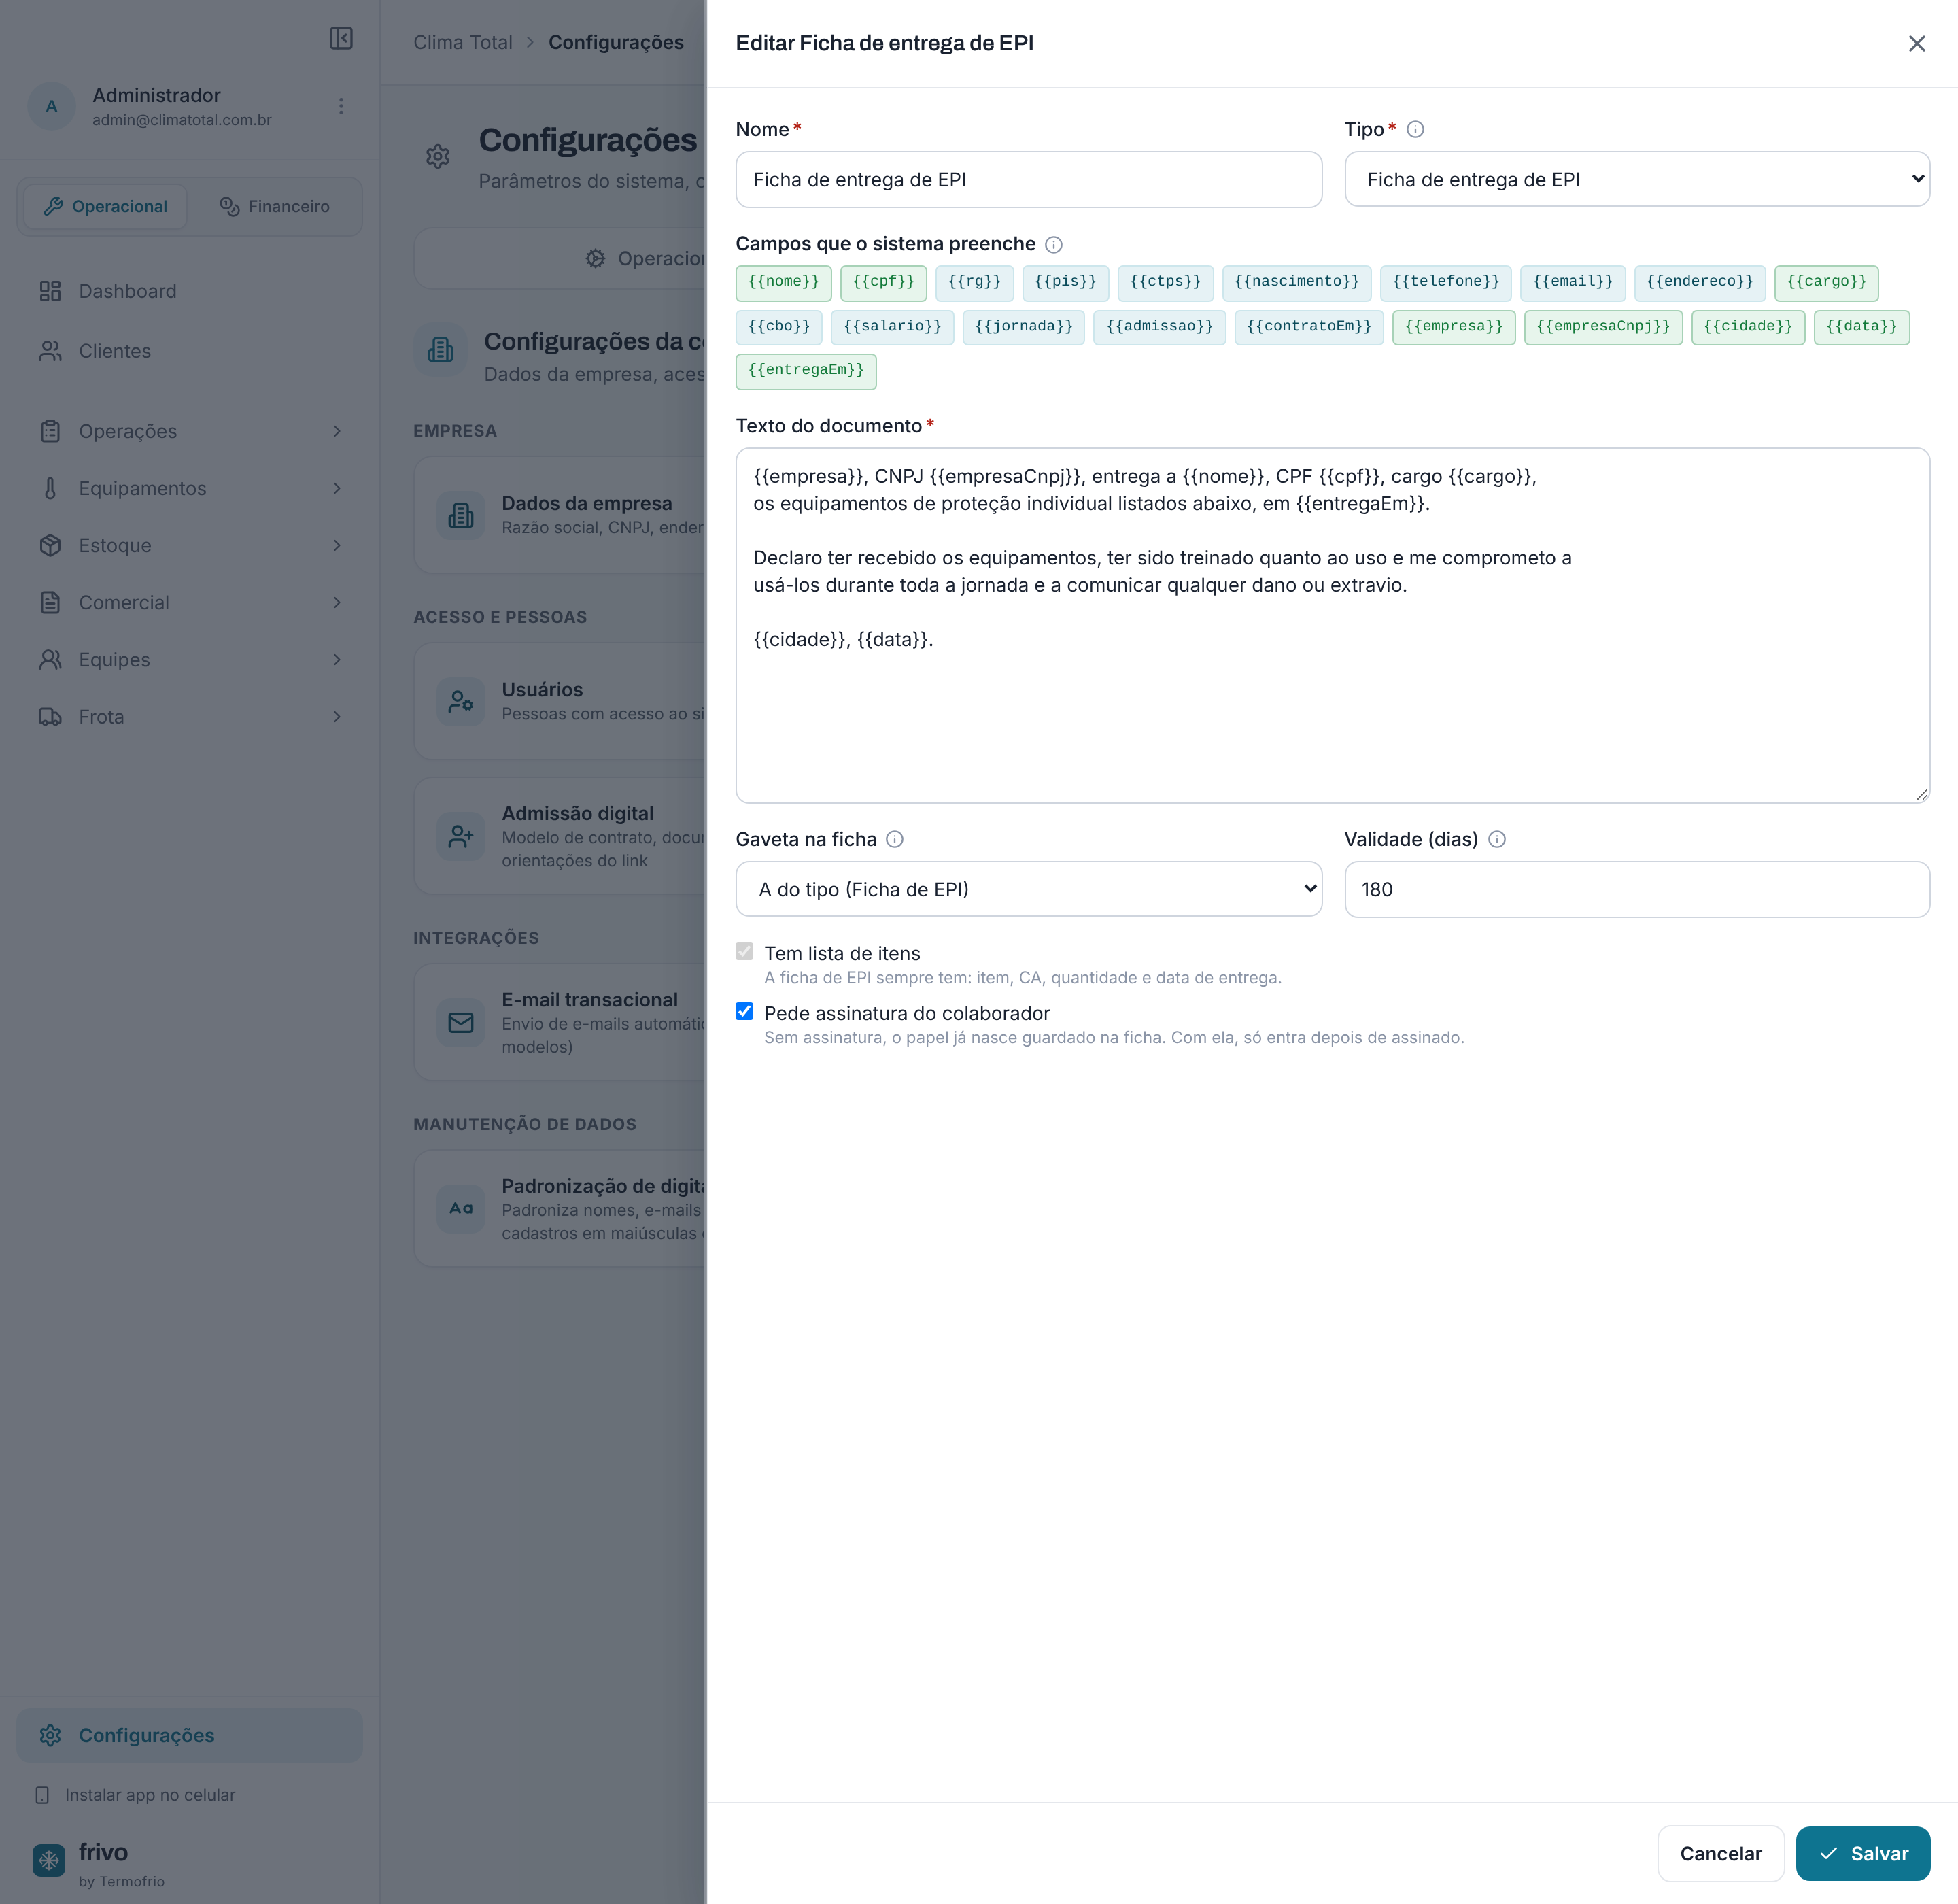 A
Administrador
admin@climatotal.com.br
Operacional
Financeiro
Dashboard
Clientes
Operações
Equipamentos
Estoque
Comercial
Equipes
Frota
Configurações
Instalar app no celular
frivo
by Termofrio
Clima Total > Configurações
Configurações
Parâmetros do sistema,
Configurações da
Dados da empresa,
EMPRESA
Dados da empresa
Razão social, CNPJ,
ACESSO E PESSOAS
Usuários
Pessoas com acesso ao
Admissão digital
Modelo de contrato,
orientações do link
INTEGRAÇÕES
E-mail transacional
Envio de e-mails
modelos)
MANUTENÇÃO DE DADOS
Aa
Padronização de
Padroniza nomes, e-mails
cadastros em maiúsculas
Editar Ficha de entrega de EPI
Nome *
Ficha de entrega de EPI
Tipo *
Ficha de entrega de EPI
Campos que o sistema preenche
{{nome}} {{cpf}} {{rg}} {{pis}} {{ctps}} {{nascimento}} {{telefone}} {{email}} {{endereco}} {{cargo}}
{{cbo}} {{salario}} {{jornada}} {{admissao}} {{contratoEm}} {{empresa}} {{empresaCnpj}} {{cidade}} {{data}}
{{entregaEm}}
Texto do documento *
{{empresa}}, CNPJ {{empresaCnpj}}, entrega a {{nome}}, CPF {{cpf}}, cargo {{cargo}},
os equipamentos de proteção individual listados abaixo, em {{entregaEm}}.
Declaro ter recebido os equipamentos, ter sido treinado quanto ao uso e me comprometo a
usá-los durante toda a jornada e a comunicar qualquer dano ou extravio.
{{cidade}}, {{data}}.
Gaveta na ficha
A do tipo (Ficha de EPI)
Validade (dias)
180
Tem lista de itens
A ficha de EPI sempre tem: item, CA, quantidade e data de entrega.
Pede assinatura do colaborador
Sem assinatura, o papel já nasce guardado na ficha. Com ela, só entra depois de assinado.
Cancelar
Salvar